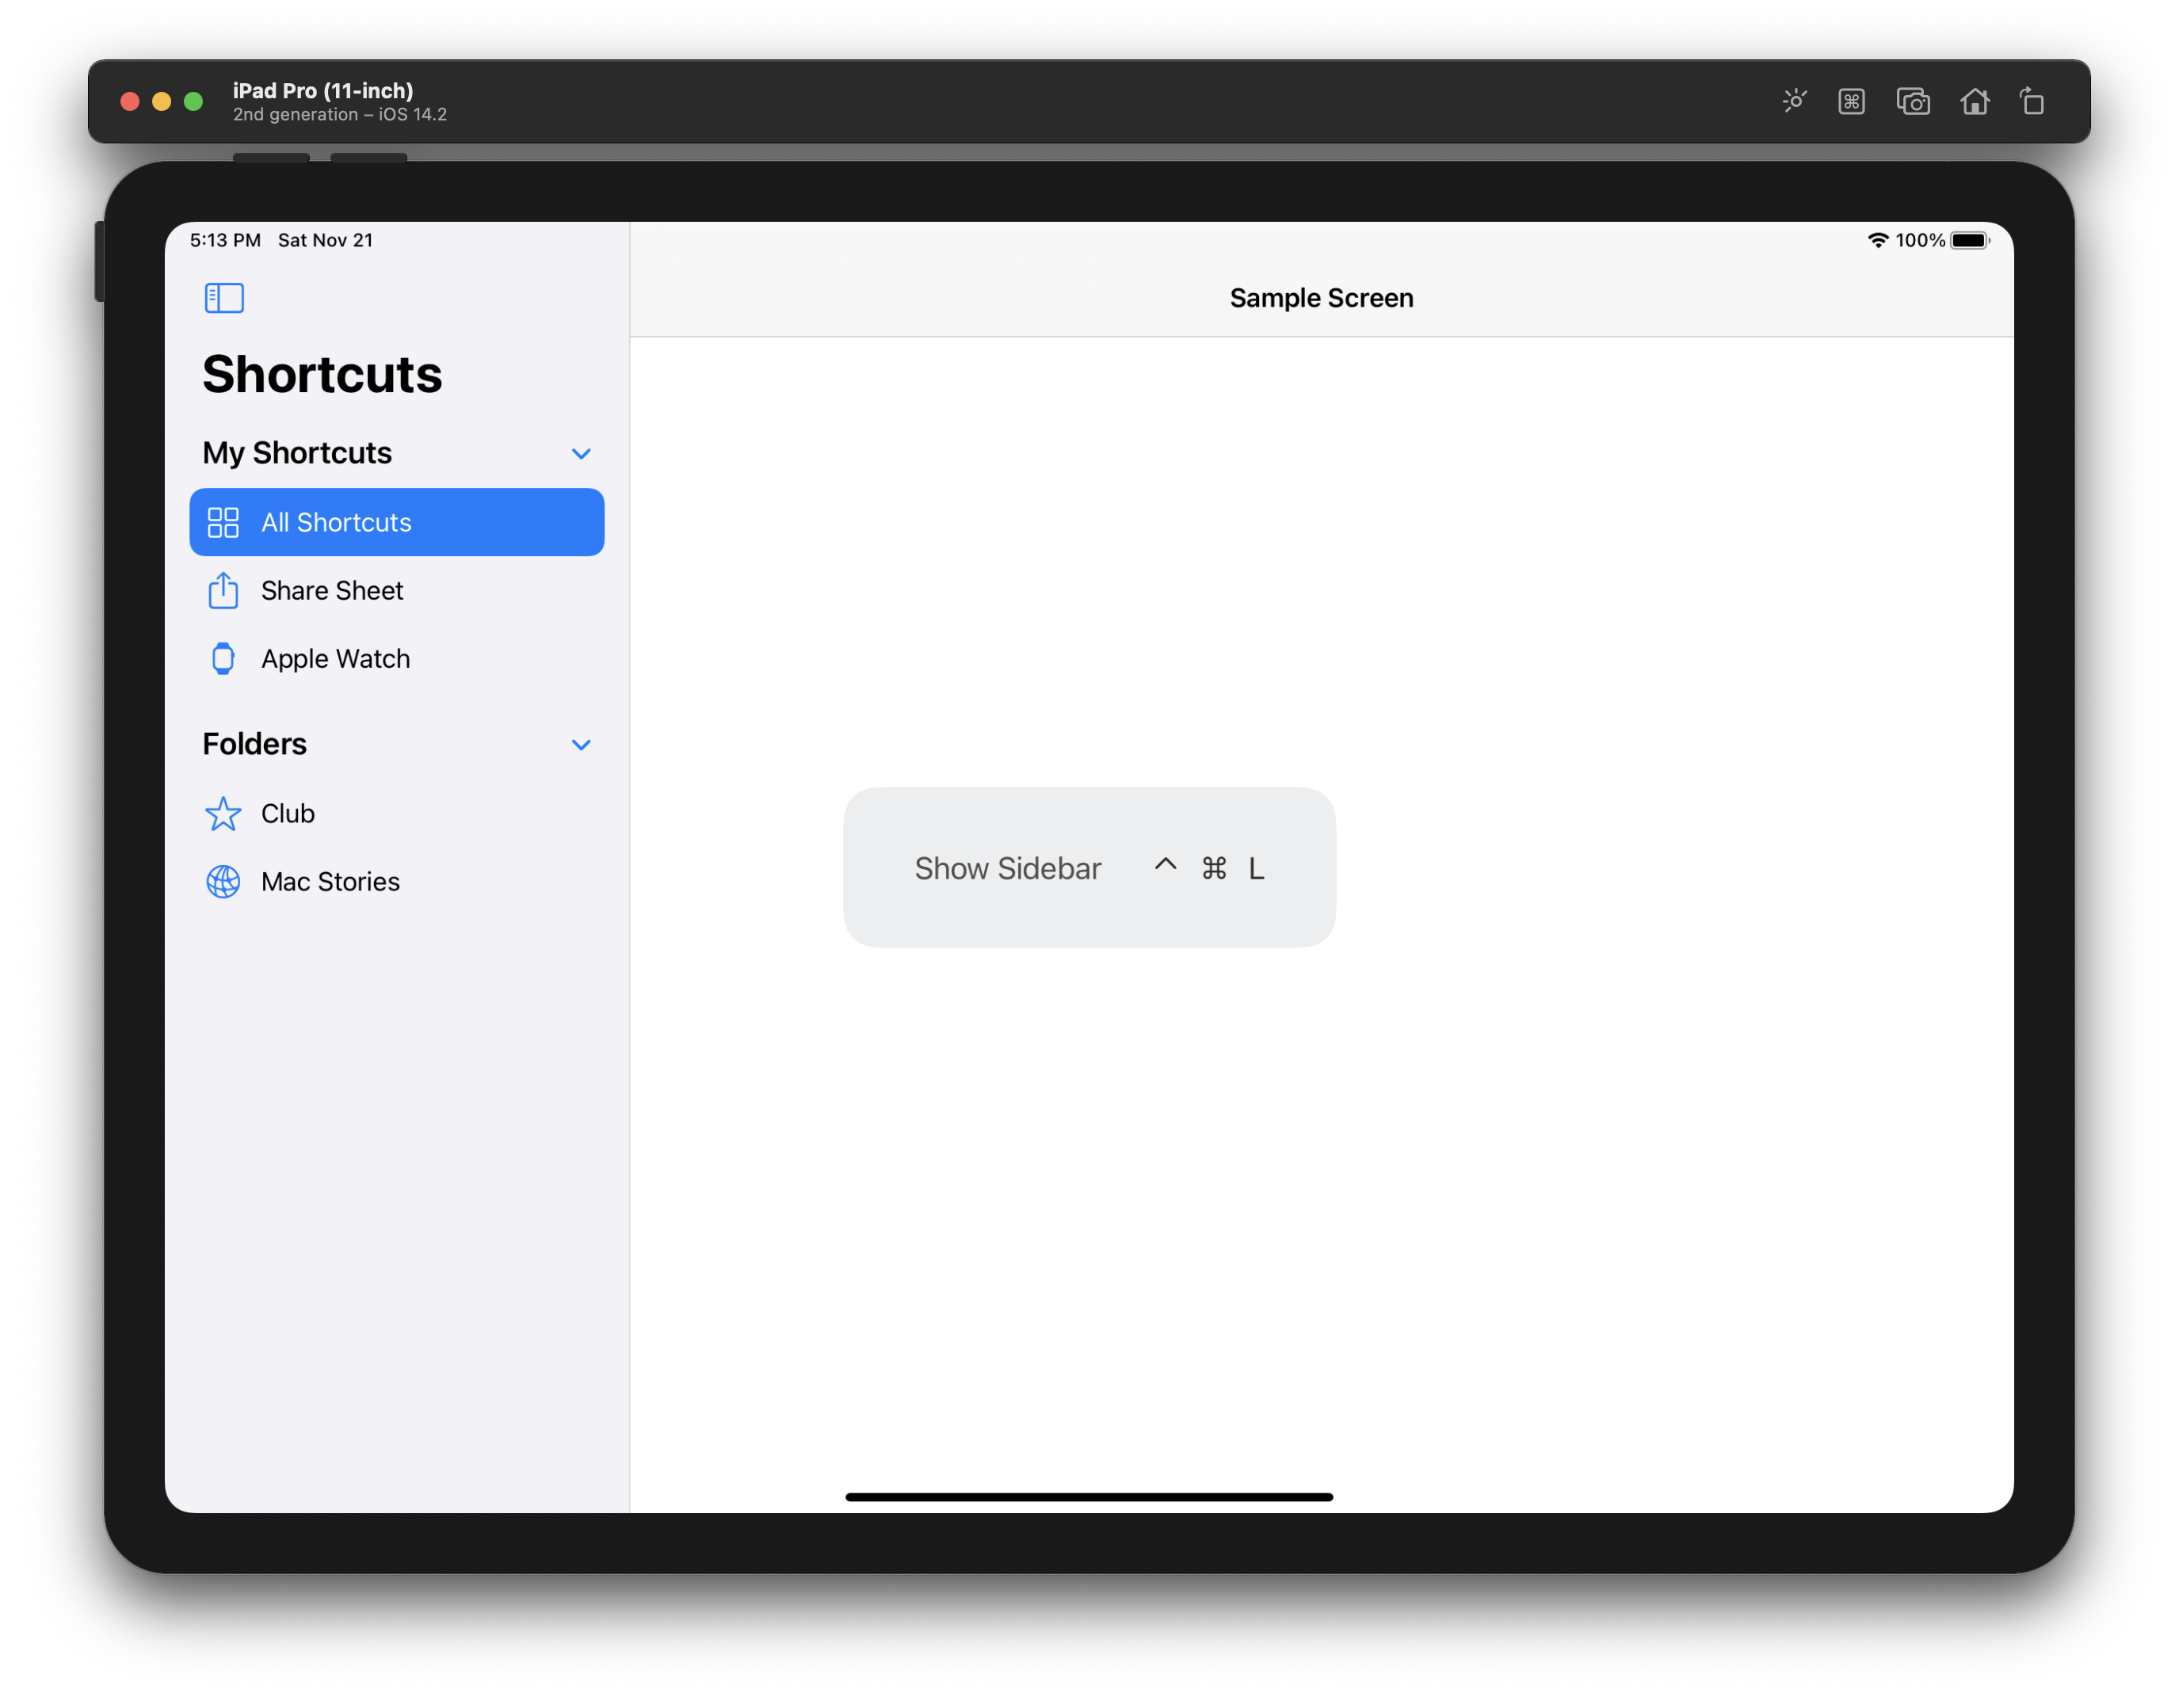 iPad Pro (11-inch)
2nd generation – iOS 14.2
5:13 PM Sat Nov 21
100%
Sample Screen
Shortcuts
My Shortcuts
All Shortcuts
Share Sheet
Apple Watch
Folders
Club
Mac Stories
Show Sidebar ^ ⌘ L